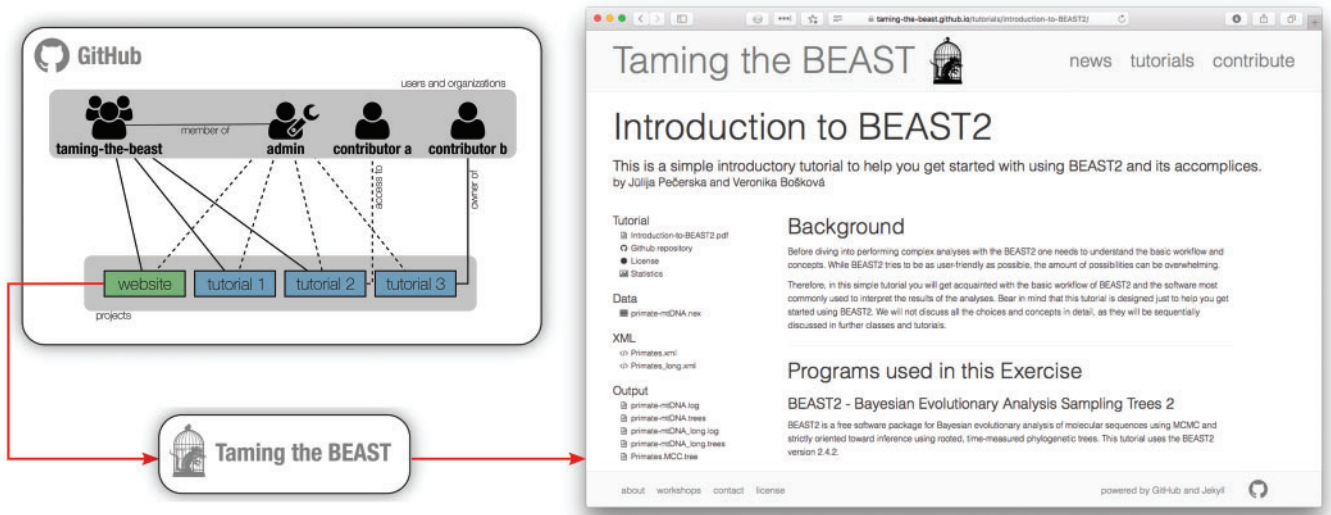 GitHub
users and organizations
member of
taming-the-beast
admin
contributor a
contributor b
access to
owner of
website
tutorial 1
tutorial 2
tutorial 3
projects
Taming the BEAST
taming-the-beast.github.io/tutorials/introduction-to-BEAST2/
Taming the BEAST
news tutorials contribute
Introduction to BEAST2
This is a simple introductory tutorial to help you get started with using BEAST2 and its accomplices.
by Jūlija Pečerska and Veronika Bošková
Tutorial
Introduction-to-BEAST2.pdf
Github repository
License
Statistics
Data
primate-mtDNA.nex
XML
Primates.xml
Primates_long.xml
Output
primate-mtDNA.log
primate-mtDNA.trees
primate-mtDNA_long.log
primate-mtDNA_long.trees
Primates.MCC.tree
Background
Before diving into performing complex analyses with the BEAST2 one needs to understand the basic workflow and
concepts. While BEAST2 tries to be as user-friendly as possible, the amount of possibilities can be overwhelming.
Therefore, in this simple tutorial you will get acquainted with the basic workflow of BEAST2 and the software most
commonly used to interpret the results of the analyses. Bear in mind that this tutorial is designed just to help you get
started using BEAST2. We will not discuss all the choices and concepts in detail, as they will be sequentially
discussed in further classes and tutorials.
Programs used in this Exercise
BEAST2 - Bayesian Evolutionary Analysis Sampling Trees 2
BEAST2 is a free software package for Bayesian evolutionary analysis of molecular sequences using MCMC and
strictly oriented toward inference using rooted, time-measured phylogenetic trees. This tutorial uses the BEAST2
version 2.4.2.
about workshops contact license
powered by GitHub and Jekyll